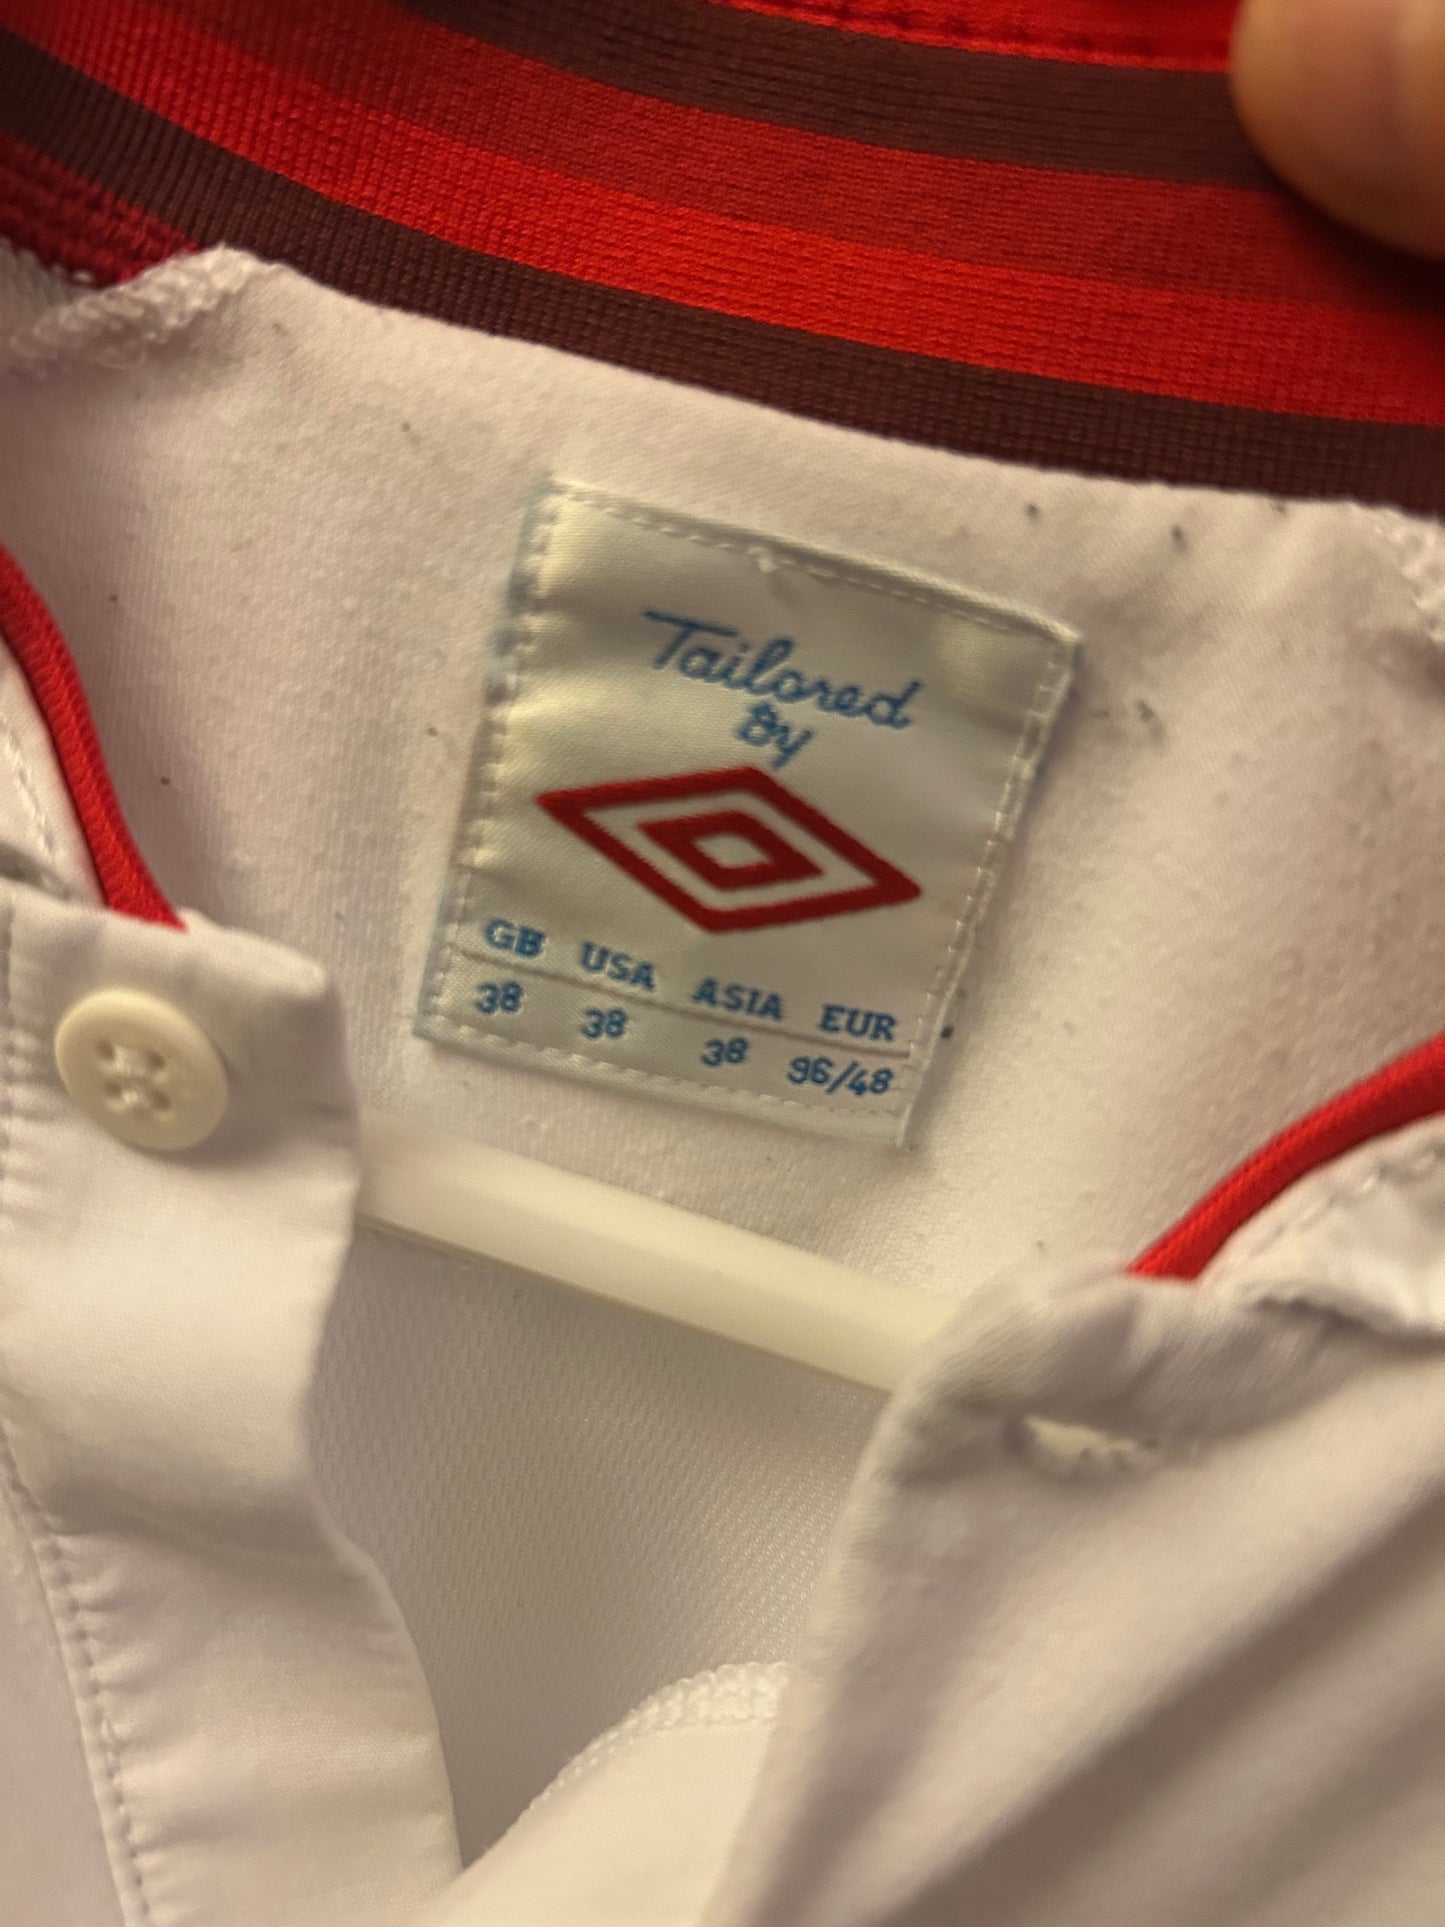 Tailored
By
GB USA ASIA EUR
38 38 38 96/48